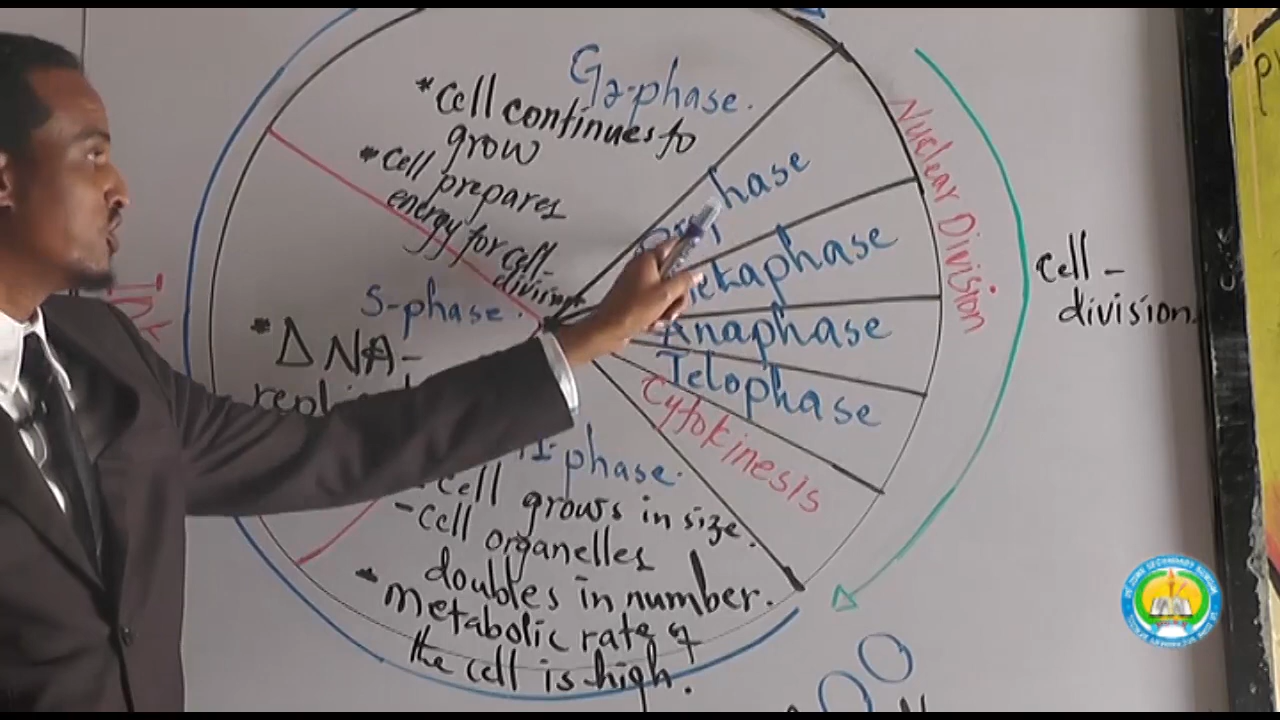 G2-phase.
* Cell continues to
grow
* Cell prepares
energy for cell-
division
Metaphase
Anaphase
Telophase
Cytokinesis
Nuclear Division
Cell -
division.
S-phase.
* DNA-
phase.
- Cell grows in size.
- Cell organelles
doubles in number.
* metabolic rate of
the cell is high.